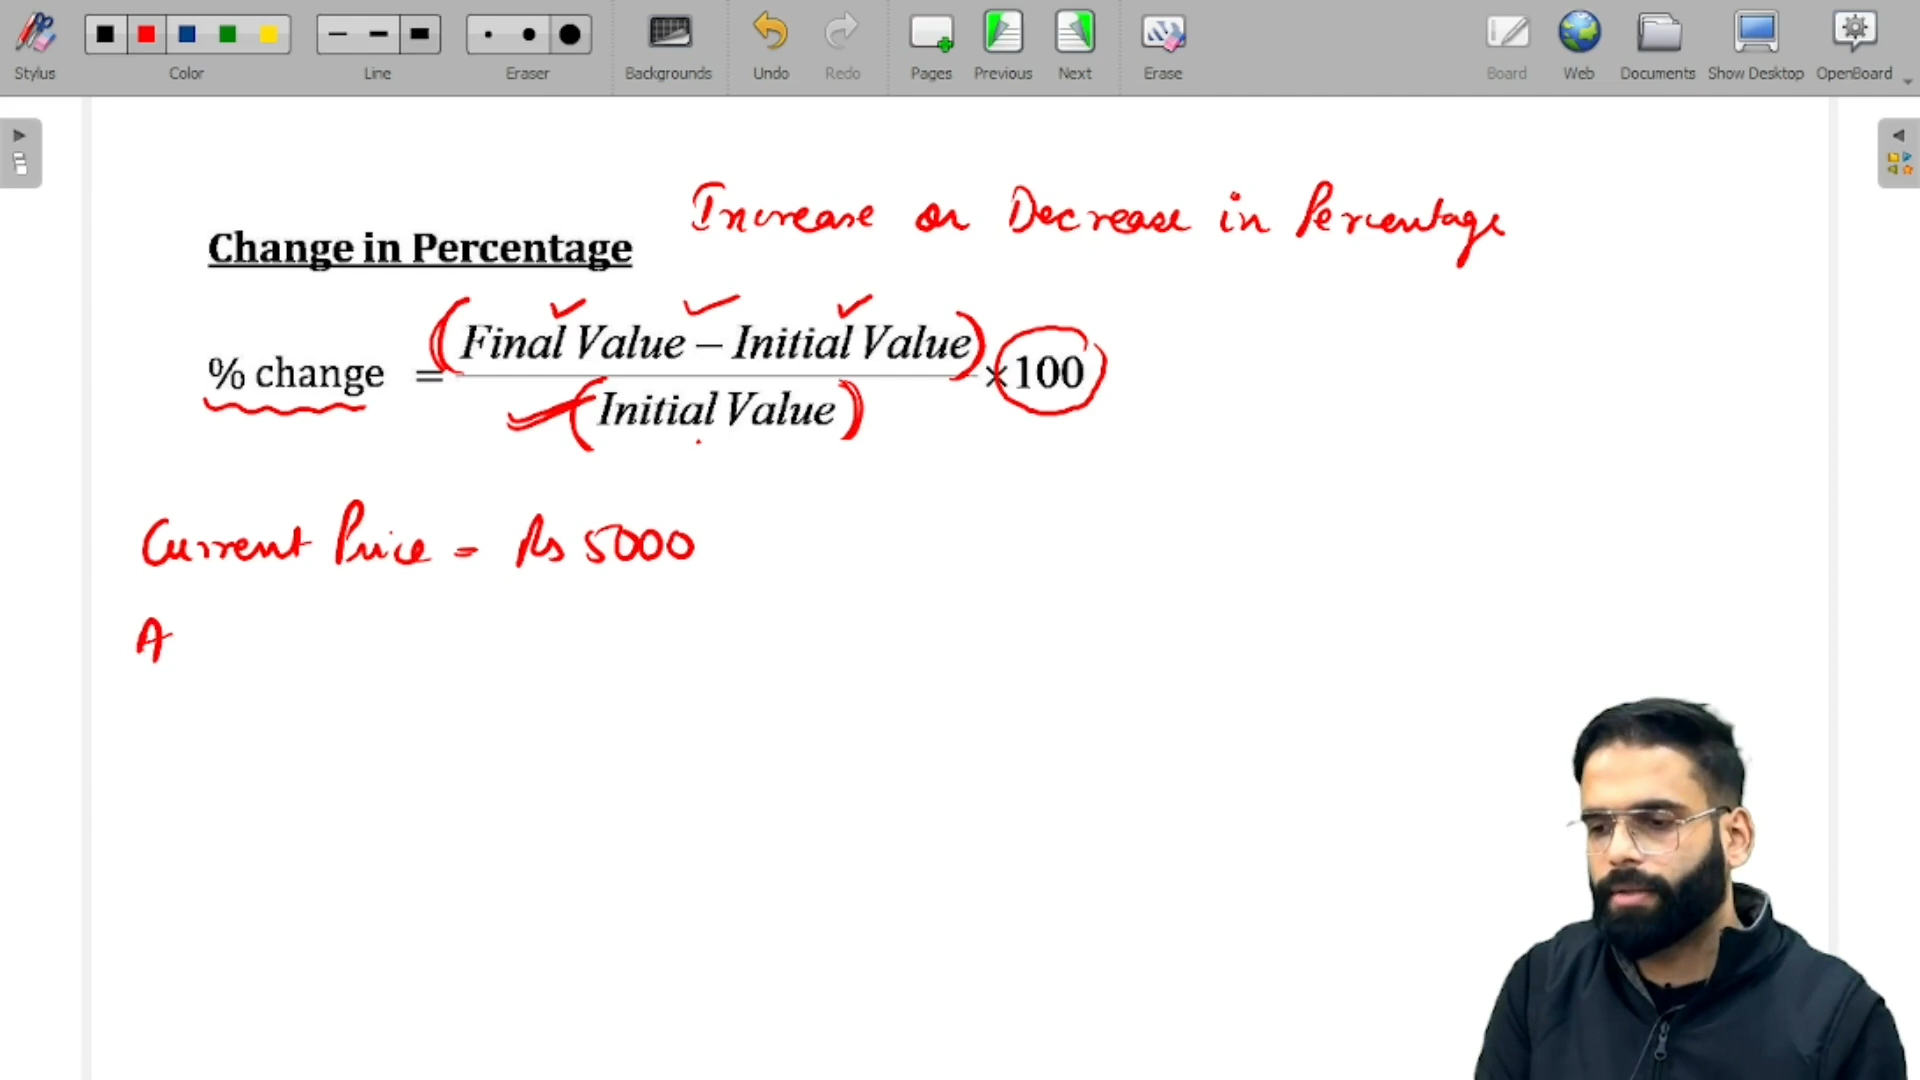 Stylus
Color
Line
Eraser
Backgrounds
Undo
Redo
Pages
Previous
Next
Erase
Board
Web
Documents
Show Desktop
OpenBoard
Increase or Decrease in Percentage
Change in Percentage
% change = (Final Value – Initial Value) / (Initial Value) × 100
Current Price = Rs 5000
A